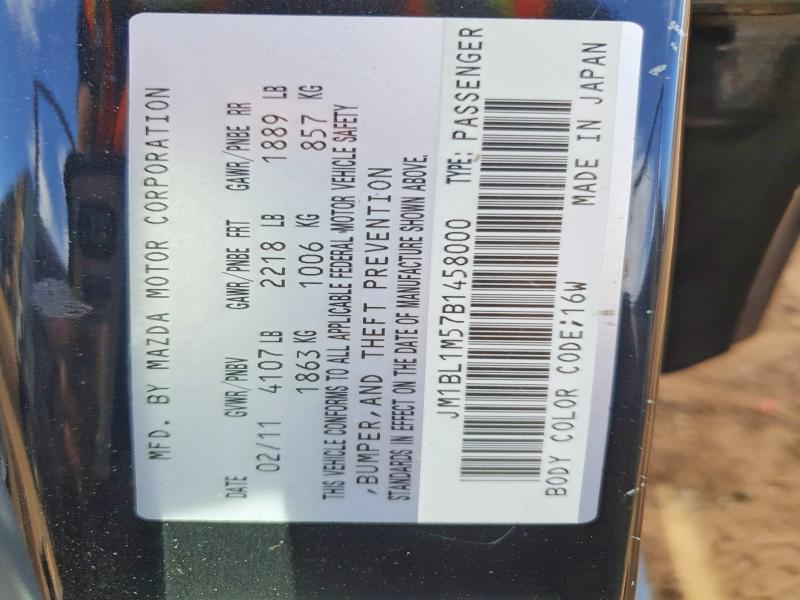 MFD. BY MAZDA MOTOR CORPORATION
DATE GVWR/PNBV GAWR/PNBE FRT GAWR/PNBE RR
02/11 4107 LB 2218 LB 1889 LB
1863 KG 1006 KG 857 KG
THIS VEHICLE CONFORMS TO ALL APPLICABLE FEDERAL MOTOR VEHICLE SAFETY
,BUMPER,AND THEFT PREVENTION
STANDARDS IN EFFECT ON THE DATE OF MANUFACTURE SHOWN ABOVE.
JM1BL1M57B1458000 TYPE: PASSENGER
BODY COLOR CODE;16W MADE IN JAPAN